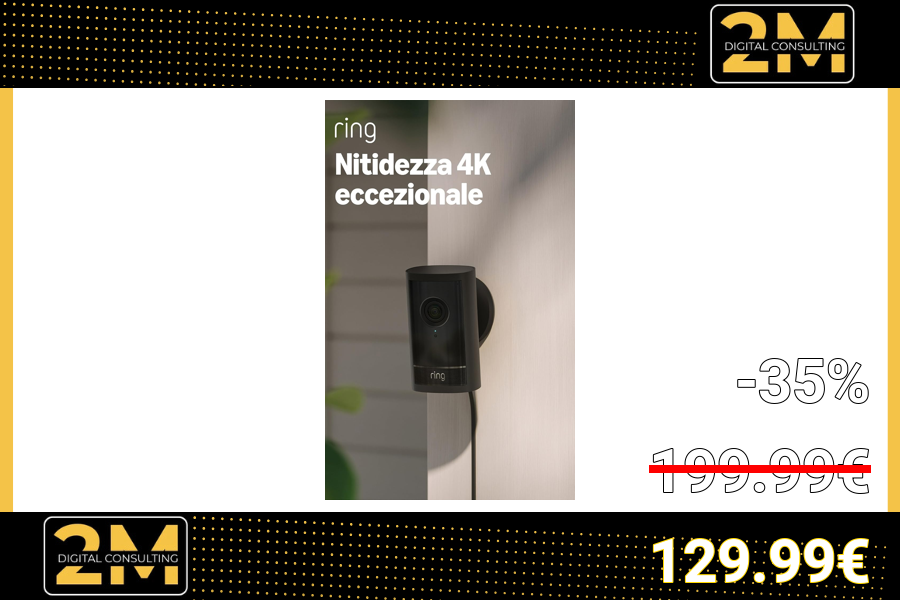 2M
DIGITAL CONSULTING
ring
Nitidezza 4K
eccezionale
ring
-35%
199.99€
2M
DIGITAL CONSULTING
129.99€